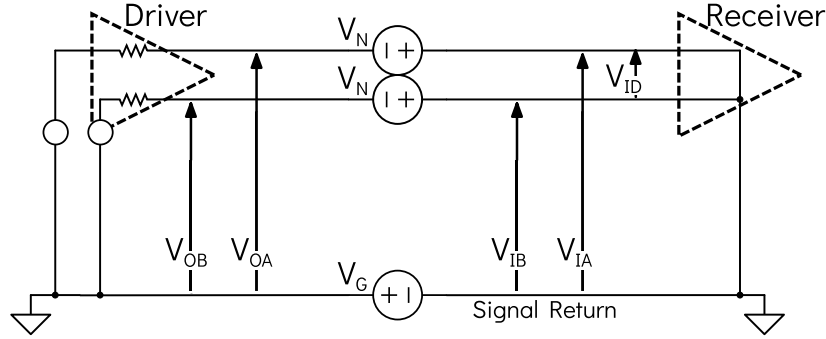 Driver
Receiver
V_N
V_N
V_ID
V_OB
V_OA
V_IB
V_IA
V_G
Signal Return